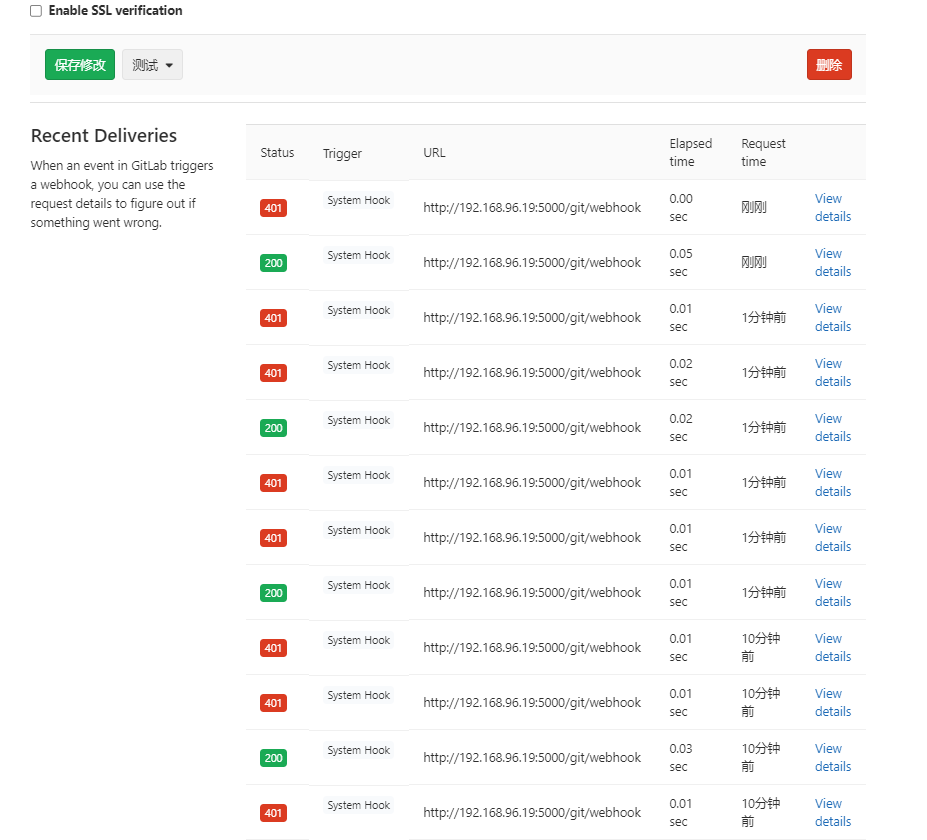 Enable SSL verification
保存修改 测试 删除
Recent Deliveries
When an event in GitLab triggers
a webhook, you can use the
request details to figure out if
something went wrong.
Status Trigger URL Elapsed time Request time
401 System Hook http://192.168.96.19:5000/git/webhook 0.00 sec 刚刚 View details
200 System Hook http://192.168.96.19:5000/git/webhook 0.05 sec 刚刚 View details
401 System Hook http://192.168.96.19:5000/git/webhook 0.01 sec 1分钟前 View details
401 System Hook http://192.168.96.19:5000/git/webhook 0.02 sec 1分钟前 View details
200 System Hook http://192.168.96.19:5000/git/webhook 0.02 sec 1分钟前 View details
401 System Hook http://192.168.96.19:5000/git/webhook 0.01 sec 1分钟前 View details
401 System Hook http://192.168.96.19:5000/git/webhook 0.01 sec 1分钟前 View details
200 System Hook http://192.168.96.19:5000/git/webhook 0.01 sec 1分钟前 View details
401 System Hook http://192.168.96.19:5000/git/webhook 0.01 sec 10分钟前 View details
401 System Hook http://192.168.96.19:5000/git/webhook 0.01 sec 10分钟前 View details
200 System Hook http://192.168.96.19:5000/git/webhook 0.03 sec 10分钟前 View details
401 System Hook http://192.168.96.19:5000/git/webhook 0.01 sec 10分钟前 View details